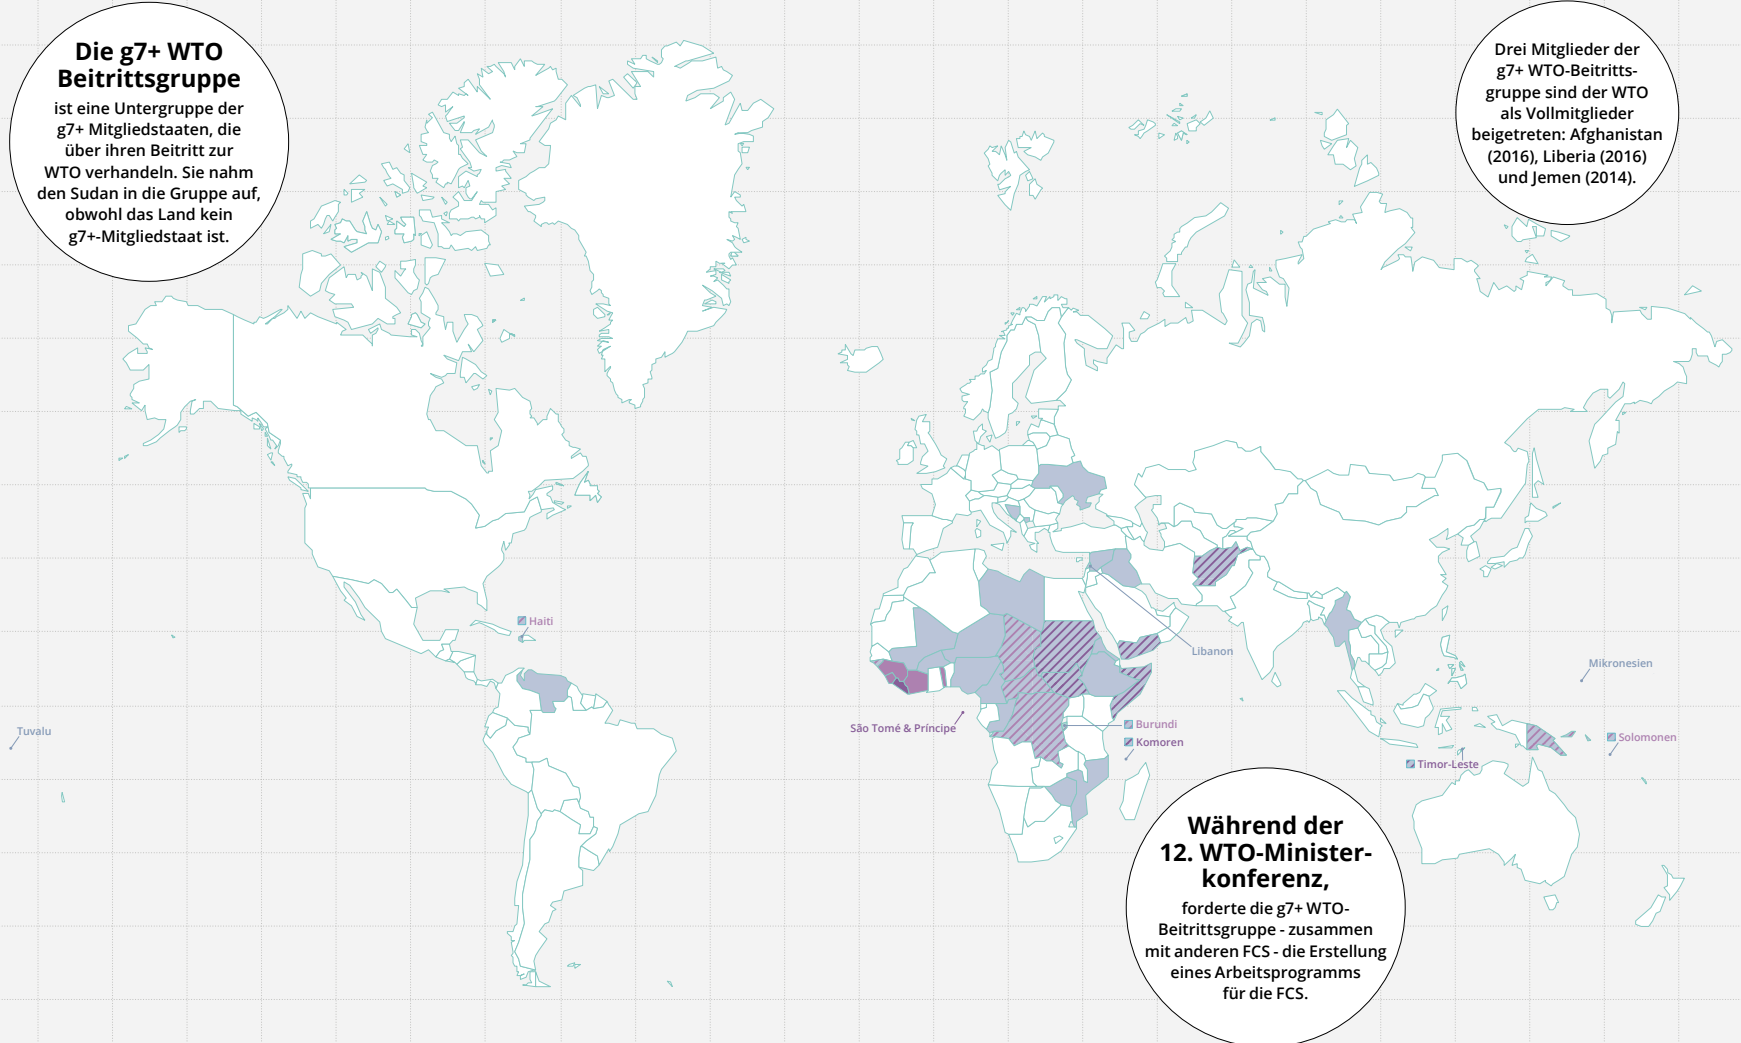 Die g7+ WTO
Beitrittsgruppe
ist eine Untergruppe der
g7+ Mitgliedstaaten, die
über ihren Beitritt zur
WTO verhandeln. Sie nahm
den Sudan in die Gruppe auf,
obwohl das Land kein
g7+-Mitgliedstaat ist.
Drei Mitglieder der
g7+ WTO-Beitritts-
gruppe sind der WTO
als Vollmitglieder
beigetreten: Afghanistan
(2016), Liberia (2016)
und Jemen (2014).
Haiti
Libanon
Mikronesien
Tuvalu
São Tomé & Príncipe
Burundi
Komoren
Solomonen
Timor-Leste
Während der
12. WTO-Minister-
konferenz,
forderte die g7+ WTO-
Beitrittsgruppe - zusammen
mit anderen FCS - die Erstellung
eines Arbeitsprogramms
für die FCS.